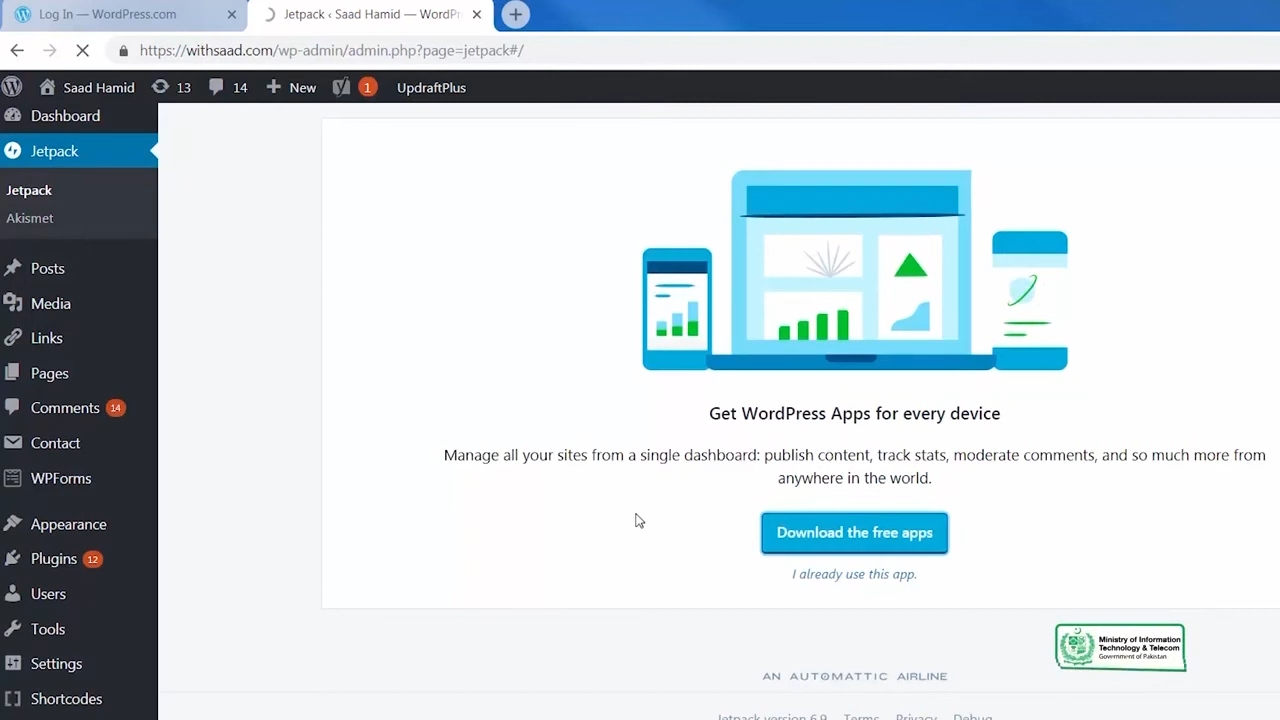 Log In — WordPress.com
Jetpack ‹ Saad Hamid — WordPr
https://withsaad.com/wp-admin/admin.php?page=jetpack#/
Saad Hamid 13 14 New 1 UpdraftPlus
Dashboard
Jetpack
Jetpack
Akismet
Posts
Media
Links
Pages
Comments 14
Contact
WPForms
Appearance
Plugins 12
Users
Tools
Settings
Shortcodes
Get WordPress Apps for every device
Manage all your sites from a single dashboard: publish content, track stats, moderate comments, and so much more from
anywhere in the world.
Download the free apps
I already use this app.
Ministry of Information
Technology & Telecom
Government of Pakistan
AN AUTOMATTIC AIRLINE
Jetpack version 6.9 Terms Privacy Debug